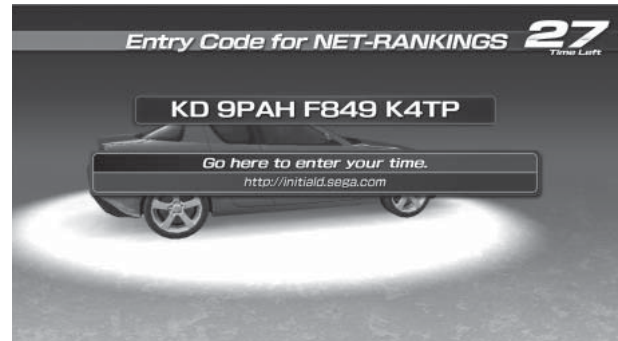 Entry Code for NET-RANKINGS
27
Time Left
KD 9PAH F849 K4TP
Go here to enter your time.
http://initiald.sega.com